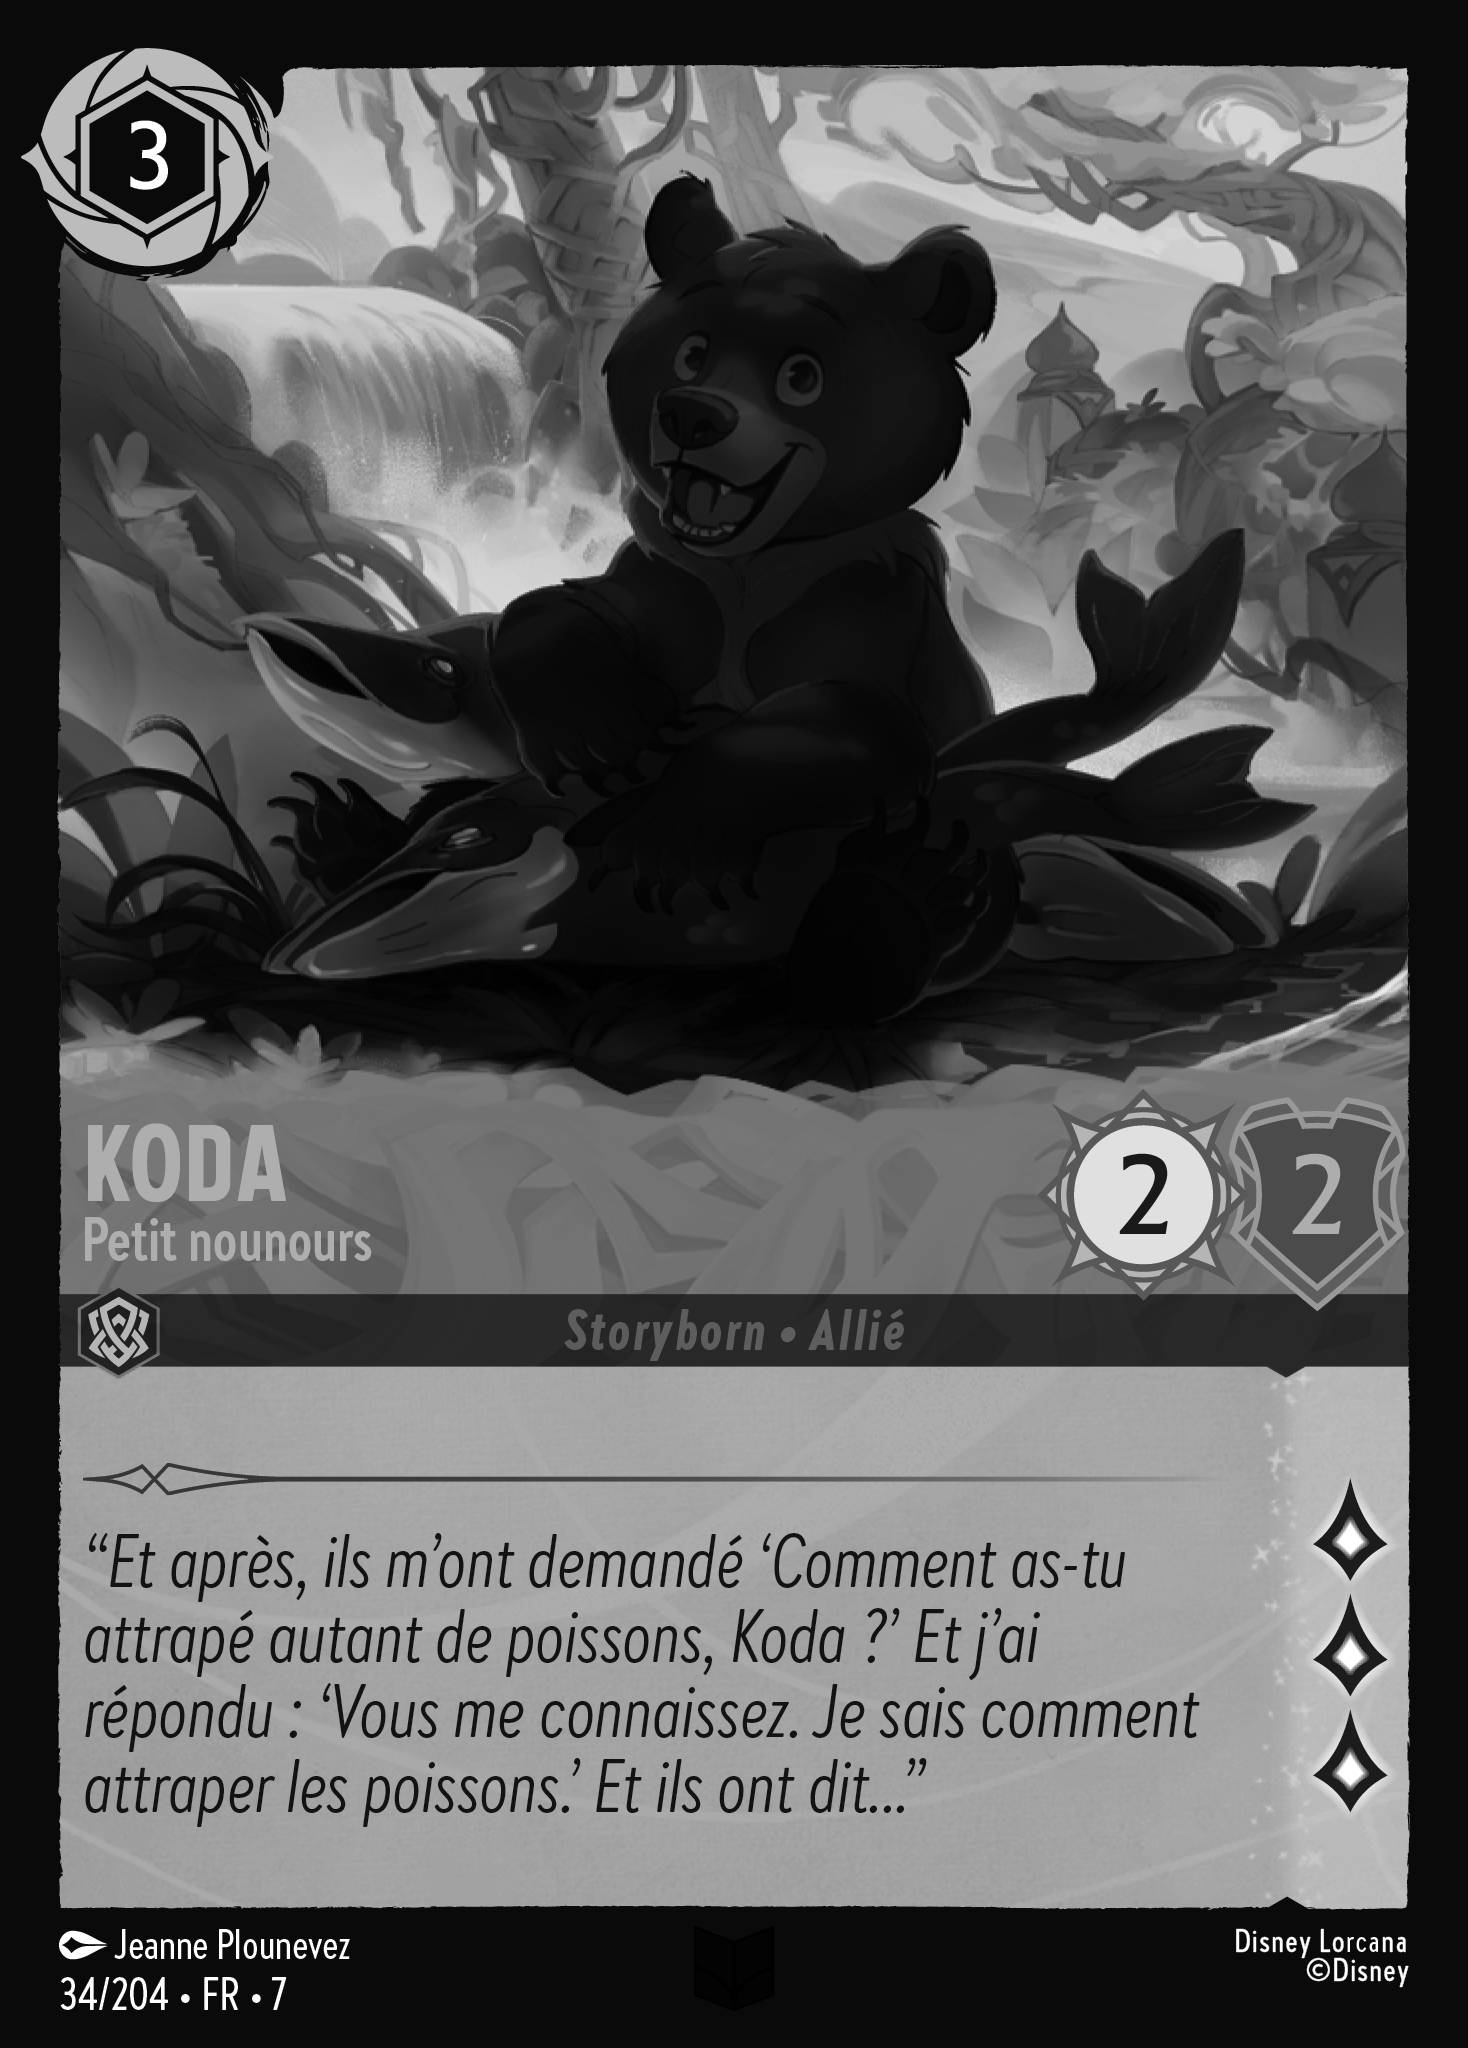 3
KODA
Petit nounours
2
2
Storyborn • Allié
“Et après, ils m’ont demandé ‘Comment as-tu
attrapé autant de poissons, Koda ?’ Et j’ai
répondu : ‘Vous me connaissez. Je sais comment
attraper les poissons.’ Et ils ont dit...”
Jeanne Plounevez
34/204 • FR • 7
Disney Lorcana
©Disney